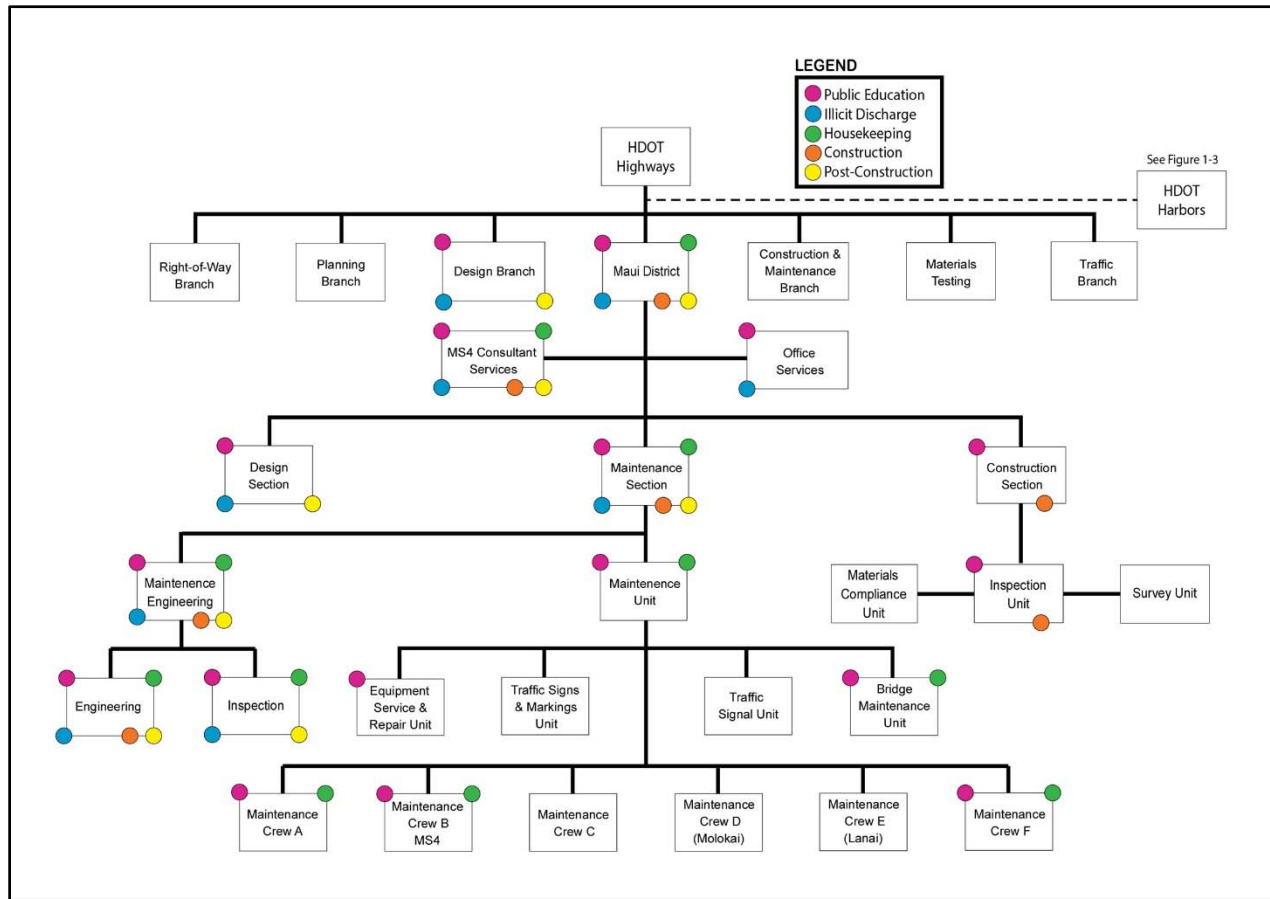 LEGEND
Public Education
Illicit Discharge
Housekeeping
Construction
Post-Construction
HDOT
Highways
See Figure 1-3
HDOT
Harbors
Right-of-Way
Branch
Planning
Branch
Design Branch
Maui District
Construction &
Maintenance
Branch
Materials
Testing
Traffic
Branch
MS4 Consultant
Services
Office
Services
Design
Section
Maintenance
Section
Construction
Section
Maintenence
Engineering
Maintenence
Unit
Materials
Compliance
Unit
Inspection
Unit
Survey Unit
Engineering
Inspection
Equipment
Service &
Repair Unit
Traffic Signs
& Markings
Unit
Traffic
Signal Unit
Bridge
Maintenance
Unit
Maintenance
Crew A
Maintenance
Crew B
MS4
Maintenance
Crew C
Maintenance
Crew D
(Molokai)
Maintenance
Crew E
(Lanai)
Maintenance
Crew F